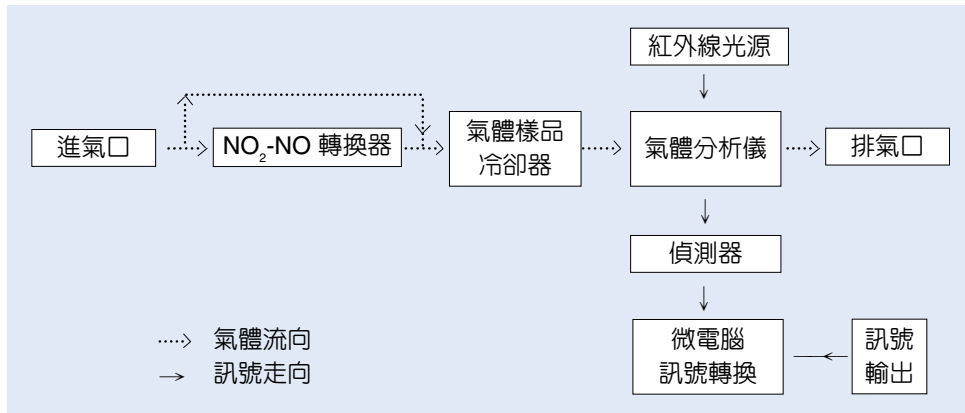 紅外線光源
進氣口
NO₂-NO 轉換器
氣體樣品
冷卻器
氣體分析儀
排氣口
偵測器
微電腦
訊號轉換
訊號
輸出
氣體流向
訊號走向